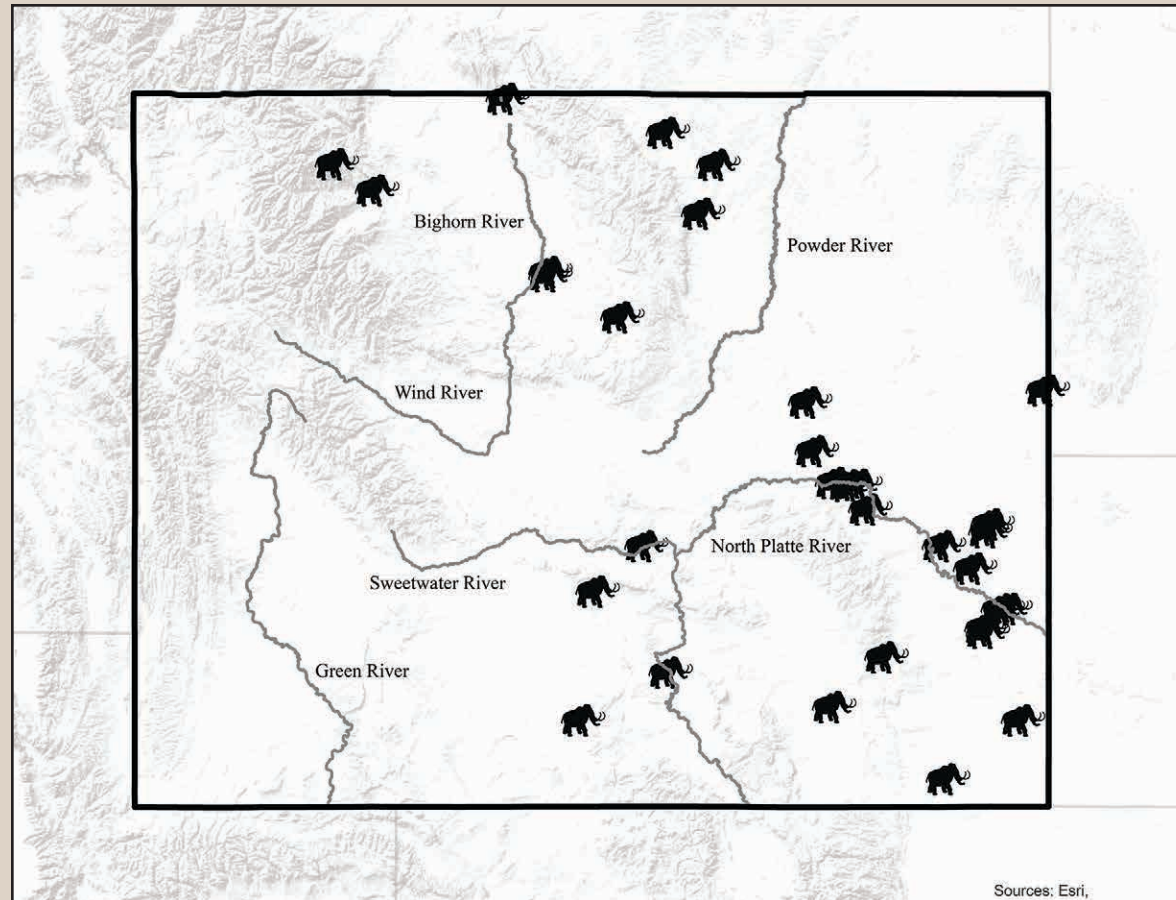 Bighorn River
Powder River
Wind River
North Platte River
Sweetwater River
Green River
Sources: Esri,